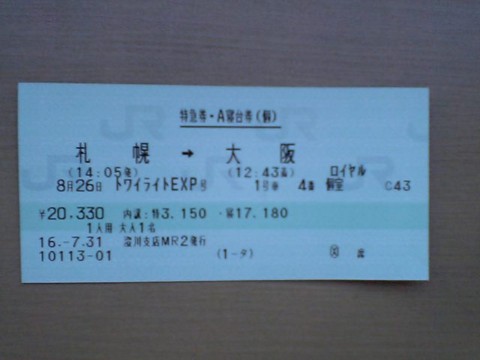 特急券・A寝台券(個)
札幌 → 大阪
(14:05発) (12:43着) ロイヤル
8月26日 トワイライトEXP号 1号車 4番 個室 C43
¥20,330 内訳:特3,150・寝17,180
1人用 大人1名
16.-7.31 滝川支店MR2発行
10113-01 (1-タ)